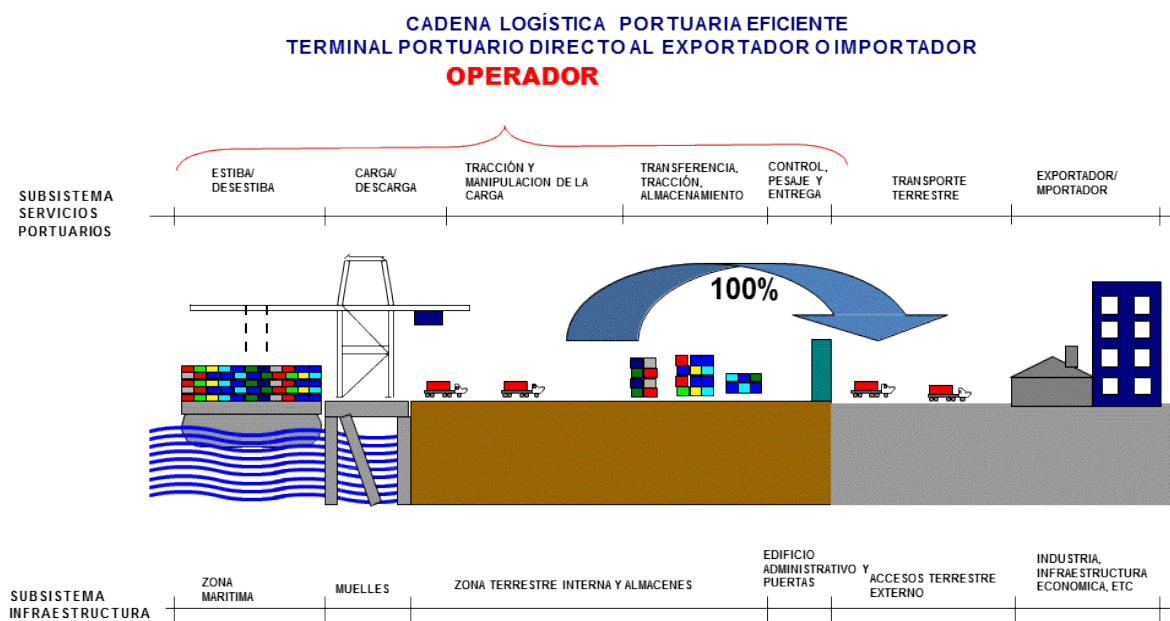 CADENA LOGÍSTICA PORTUARIA EFICIENTE
TERMINAL PORTUARIO DIRECTO AL EXPORTADOR O IMPORTADOR
OPERADOR
SUBSISTEMA
SERVICIOS
PORTUARIOS
ESTIBA/
DESESTIBA
CARGA/
DESCARGA
TRACCIÓN Y
MANIPULACION DE LA
CARGA
TRANSFERENCIA,
TRACCIÓN,
ALMACENAMIENTO
CONTROL,
PESAJE Y
ENTREGA
TRANSPORTE
TERRESTRE
EXPORTADOR/
MPORTADOR
100%
SUBSISTEMA
INFRAESTRUCTURA
ZONA
MARITIMA
MUELLES
ZONA TERRESTRE INTERNA Y ALMACENES
EDIFICIO
ADMINISTRATIVO Y
PUERTAS
ACCESOS TERRESTRE
EXTERNO
INDUSTRIA,
INFRAESTRUCTURA
ECONOMICA, ETC